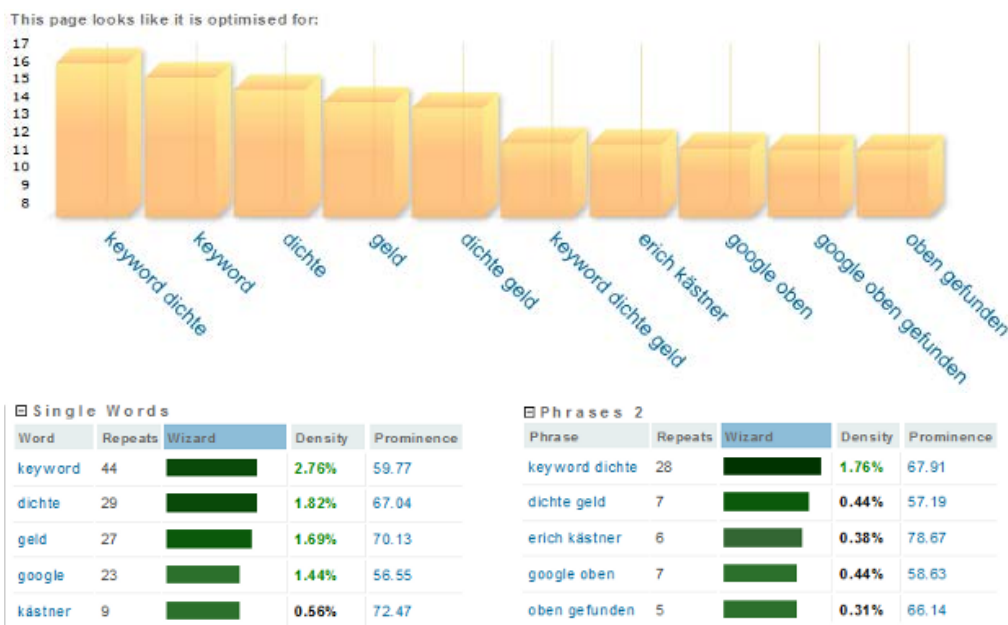 This page looks like it is optimised for:
17
16
15
14
13
12
11
10
9
8
keyword dichte
keyword
dichte
geld
dichte geld
keyword dichte geld
erich kästner
google oben
google oben gefunden
oben gefunden
Single Words
Word Repeats Wizard Density Prominence
keyword 44 2.76% 59.77
dichte 29 1.82% 67.04
geld 27 1.69% 70.13
google 23 1.44% 56.55
kästner 9 0.56% 72.47
Phrases 2
Phrase Repeats Wizard Density Prominence
keyword dichte 28 1.76% 67.91
dichte geld 7 0.44% 57.19
erich kästner 6 0.38% 78.67
google oben 7 0.44% 58.63
oben gefunden 5 0.31% 66.14